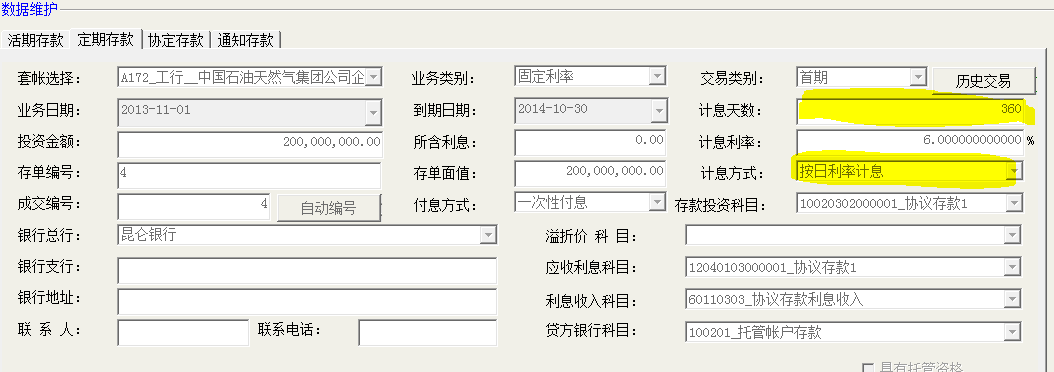 数据维护
活期存款 定期存款 协定存款 通知存款
套帐选择： A172_工行__中国石油天然气集团公司企 业务类别： 固定利率 交易类别： 首期 历史交易
业务日期： 2013-11-01 到期日期： 2014-10-30 计息天数： 360
投资金额： 200,000,000.00 所含利息： 0.00 计息利率： 6.000000000000 %
存单编号： 4 存单面值： 200,000,000.00 计息方式： 按日利率计息
成交编号： 4 自动编号 付息方式： 一次性付息 存款投资科目： 10020302000001_协议存款1
银行总行： 昆仑银行 溢折价 科 目：
银行支行： 应收利息科目： 12040103000001_协议存款1
银行地址： 利息收入科目： 60110303_协议存款利息收入
联 系 人： 联系电话： 贷方银行科目： 100201_托管帐户存款
具有托管资格